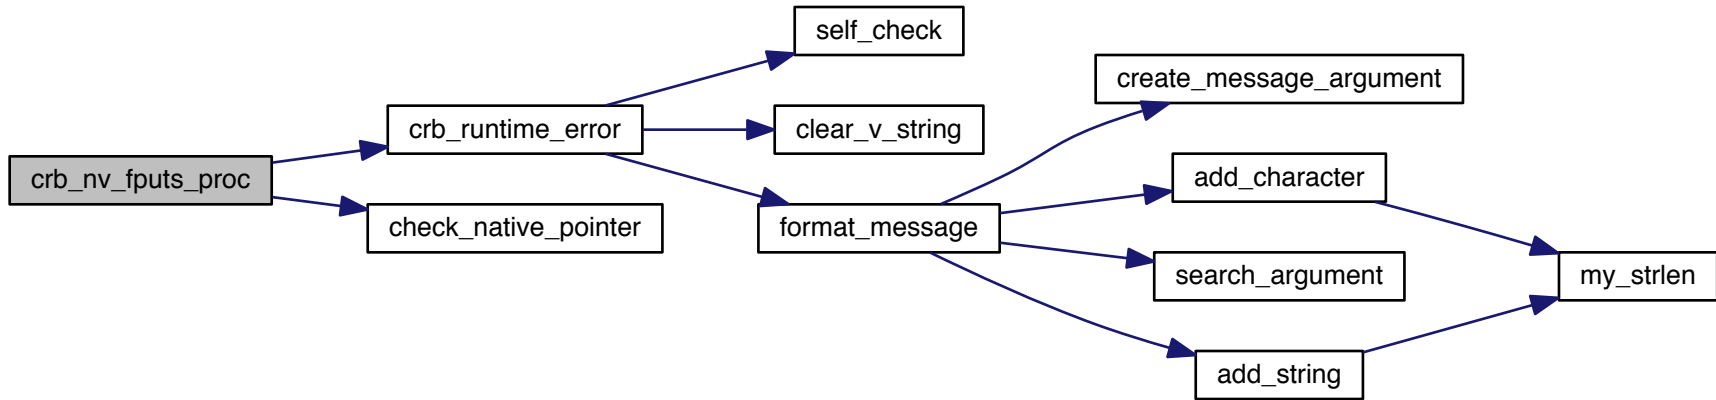 self_check
create_message_argument
crb_runtime_error
clear_v_string
crb_nv_fputs_proc
add_character
check_native_pointer
format_message
search_argument
my_strlen
add_string